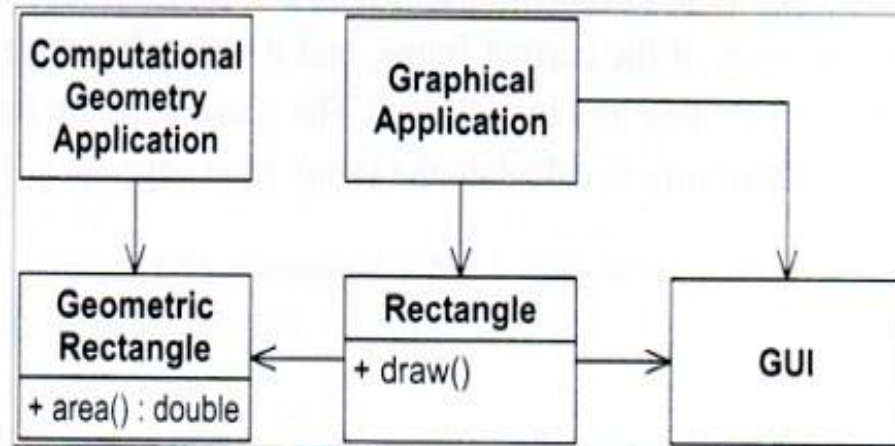 Computational
Geometry
Application
Graphical
Application
Geometric
Rectangle
+ area() : double
Rectangle
+ draw()
GUI